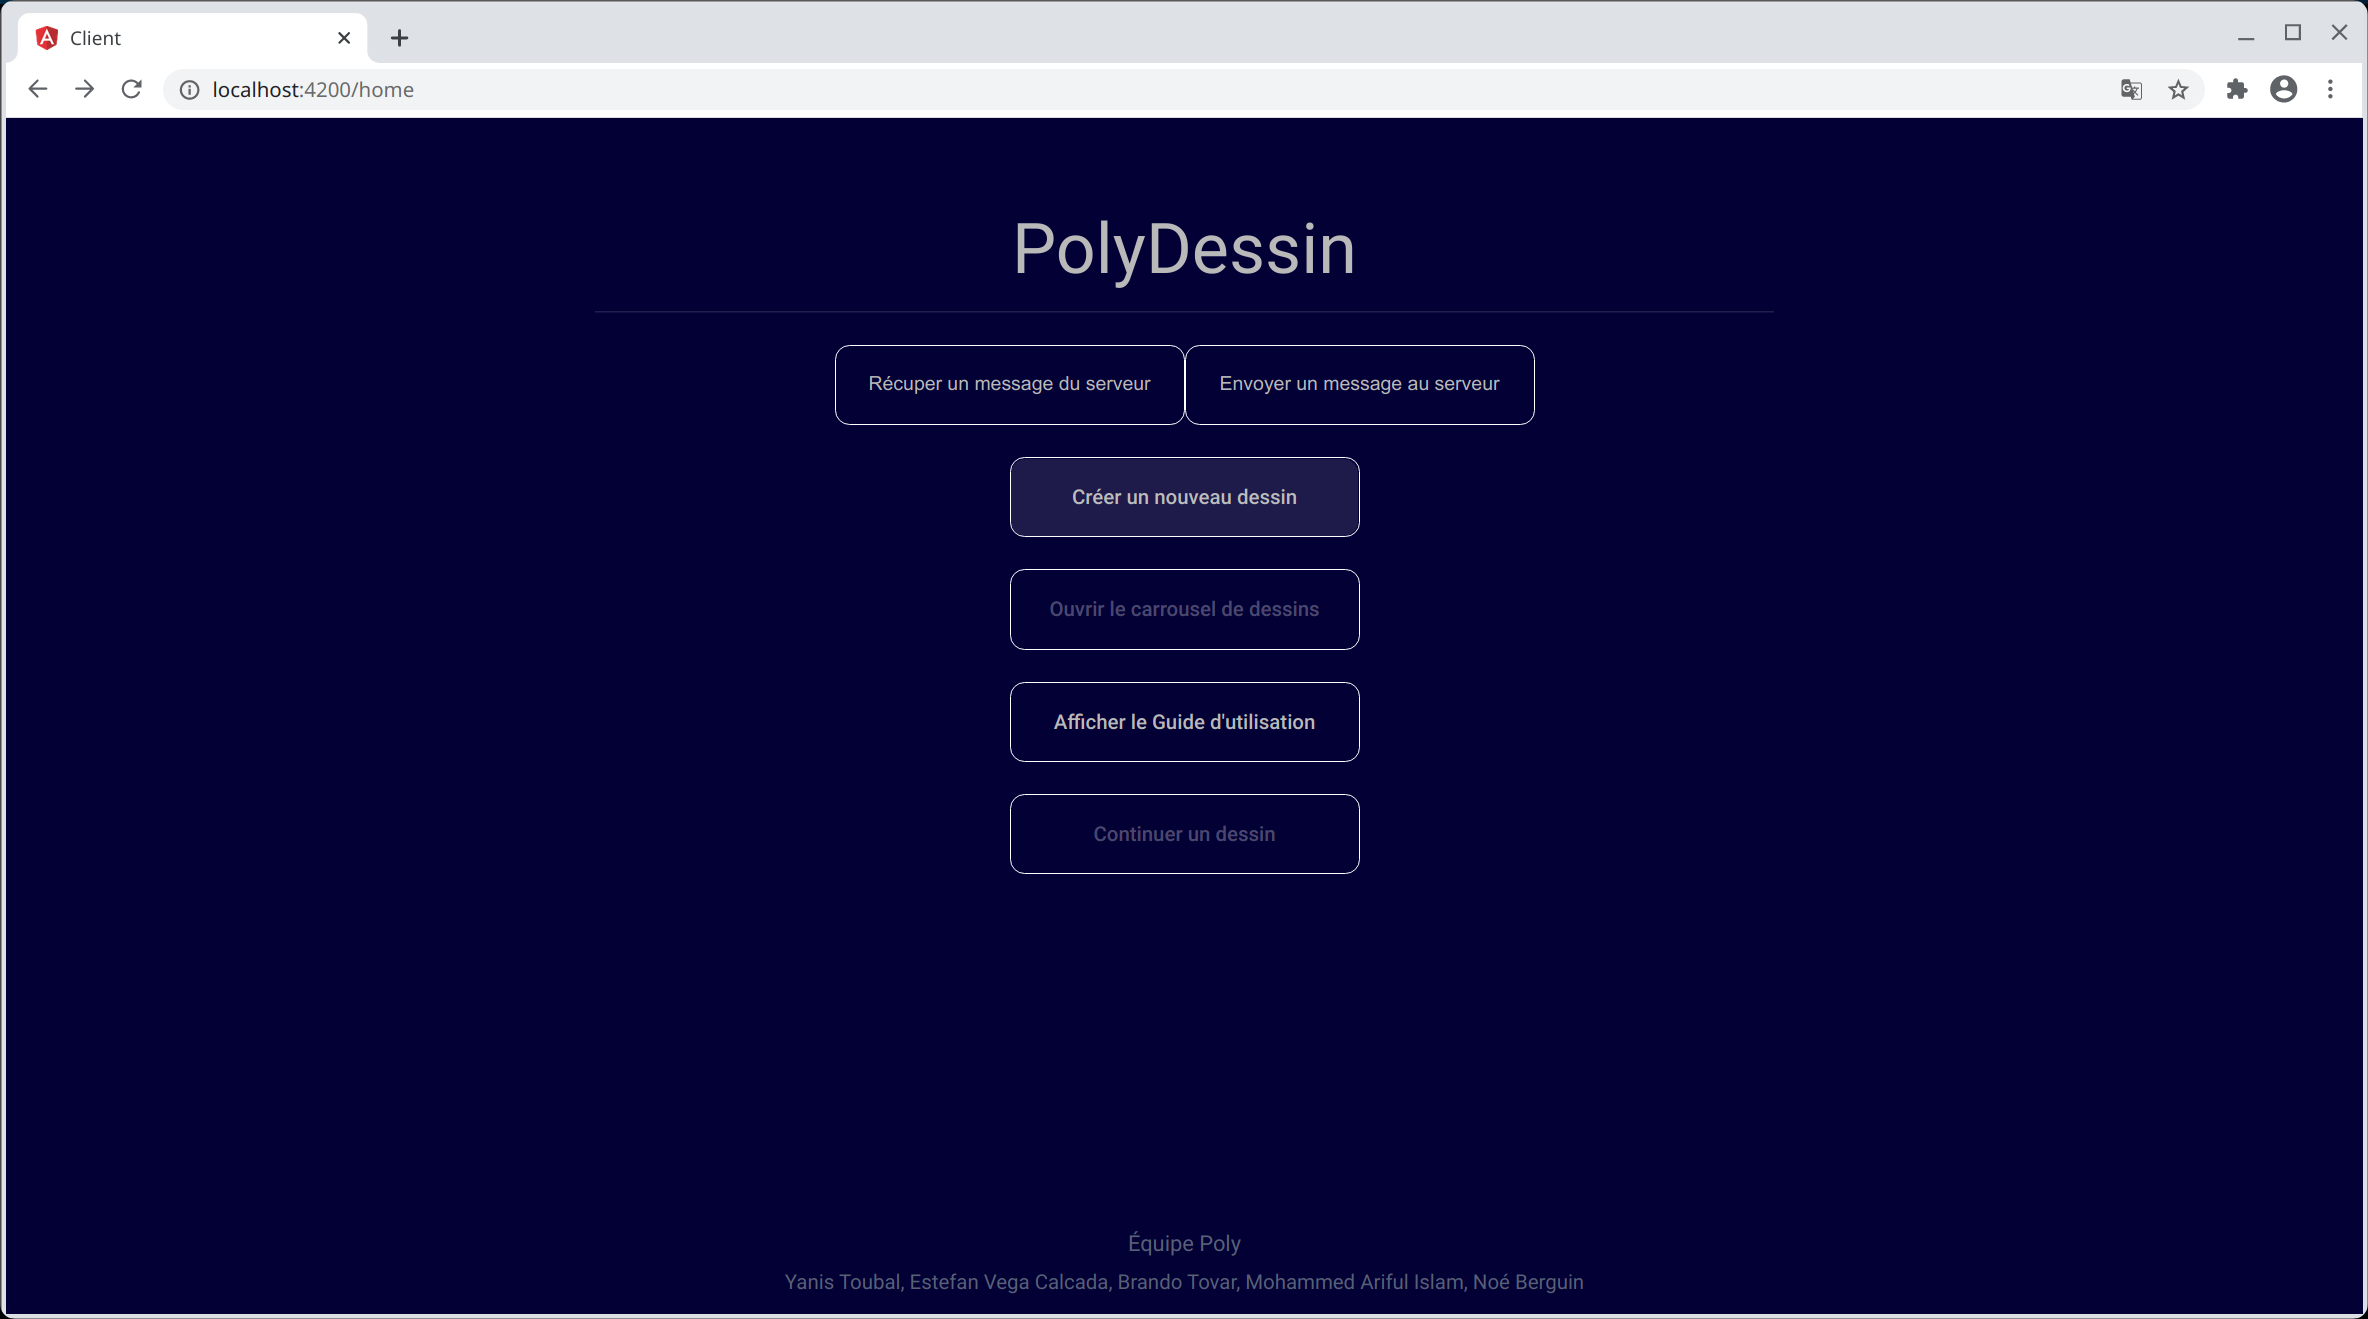 Client
localhost:4200/home
PolyDessin
Récuper un message du serveur
Envoyer un message au serveur
Créer un nouveau dessin
Ouvrir le carrousel de dessins
Afficher le Guide d'utilisation
Continuer un dessin
Équipe Poly
Yanis Toubal, Estefan Vega Calcada, Brando Tovar, Mohammed Ariful Islam, Noé Berguin